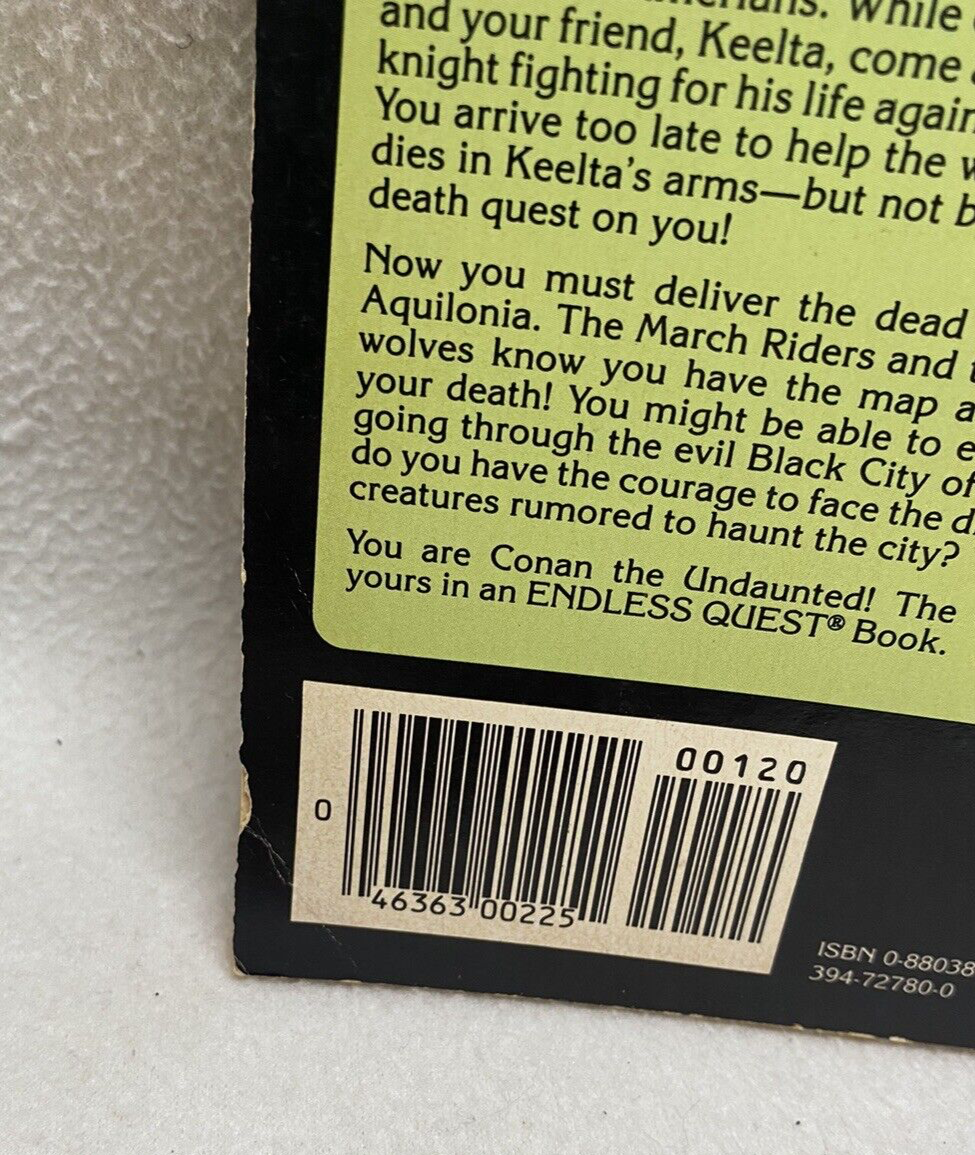 While
and your friend, Keelta, come
knight fighting for his life again
You arrive too late to help the
dies in Keelta's arms—but not b
death quest on you!
Now you must deliver the dead
Aquilonia. The March Riders and
wolves know you have the map
your death! You might be able to
going through the evil Black City of
do you have the courage to face the
creatures rumored to haunt the city?
You are Conan the Undaunted! The
yours in an ENDLESS QUEST® Book.
00120
0
46363 00225
ISBN 0-88038
394-72780-0